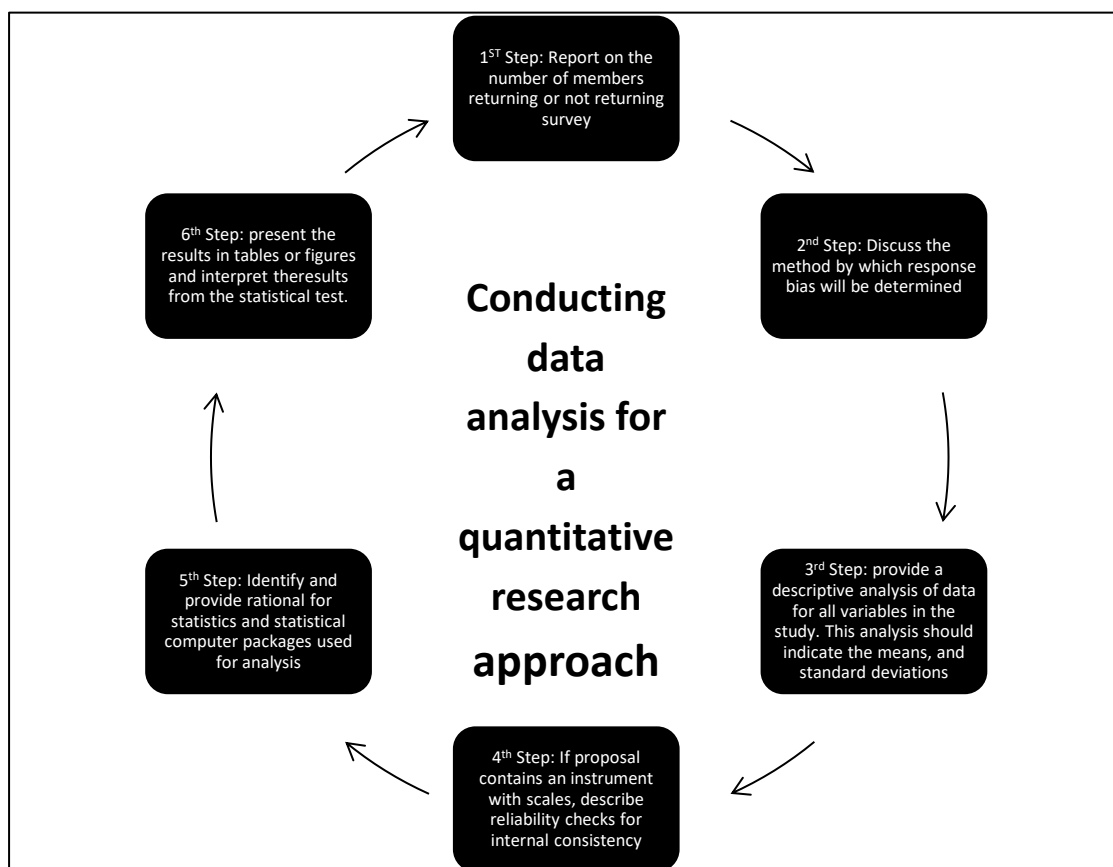 1ST Step: Report on the
number of members
returning or not returning
survey
2nd Step: Discuss the
method by which response
bias will be determined
3rd Step: provide a
descriptive analysis of data
for all variables in the
study. This analysis should
indicate the means, and
standard deviations
4th Step: If proposal
contains an instrument
with scales, describe
reliability checks for
internal consistency
5th Step: Identify and
provide rational for
statistics and statistical
computer packages used
for analysis
6th Step: present the
results in tables or figures
and interpret theresults
from the statistical test.
Conducting
data
analysis for
a
quantitative
research
approach